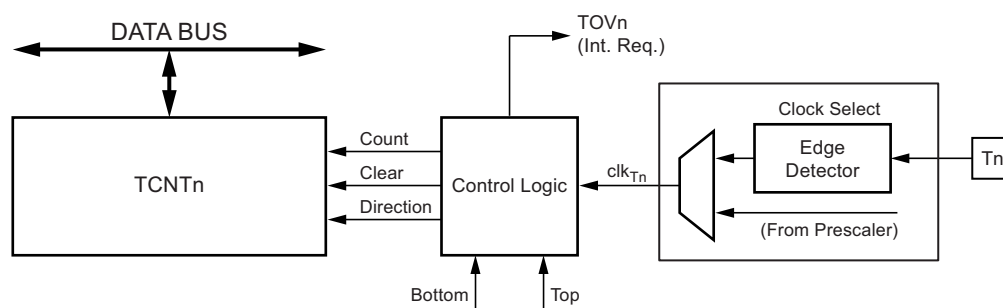 DATA BUS
TOVn
(Int. Req.)
Clock Select
TCNTn
Count
Clear
Direction
Control Logic
clkTn
Edge
Detector
Tn
(From Prescaler)
Bottom
Top